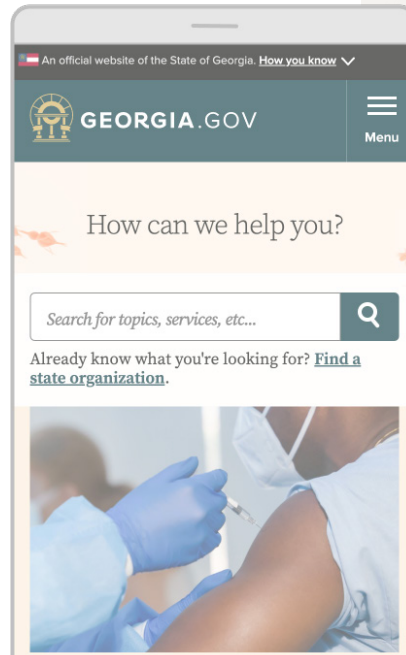 An official website of the State of Georgia. How you know
GEORGIA.GOV
Menu
How can we help you?
Search for topics, services, etc...
Already know what you're looking for? Find a
state organization.